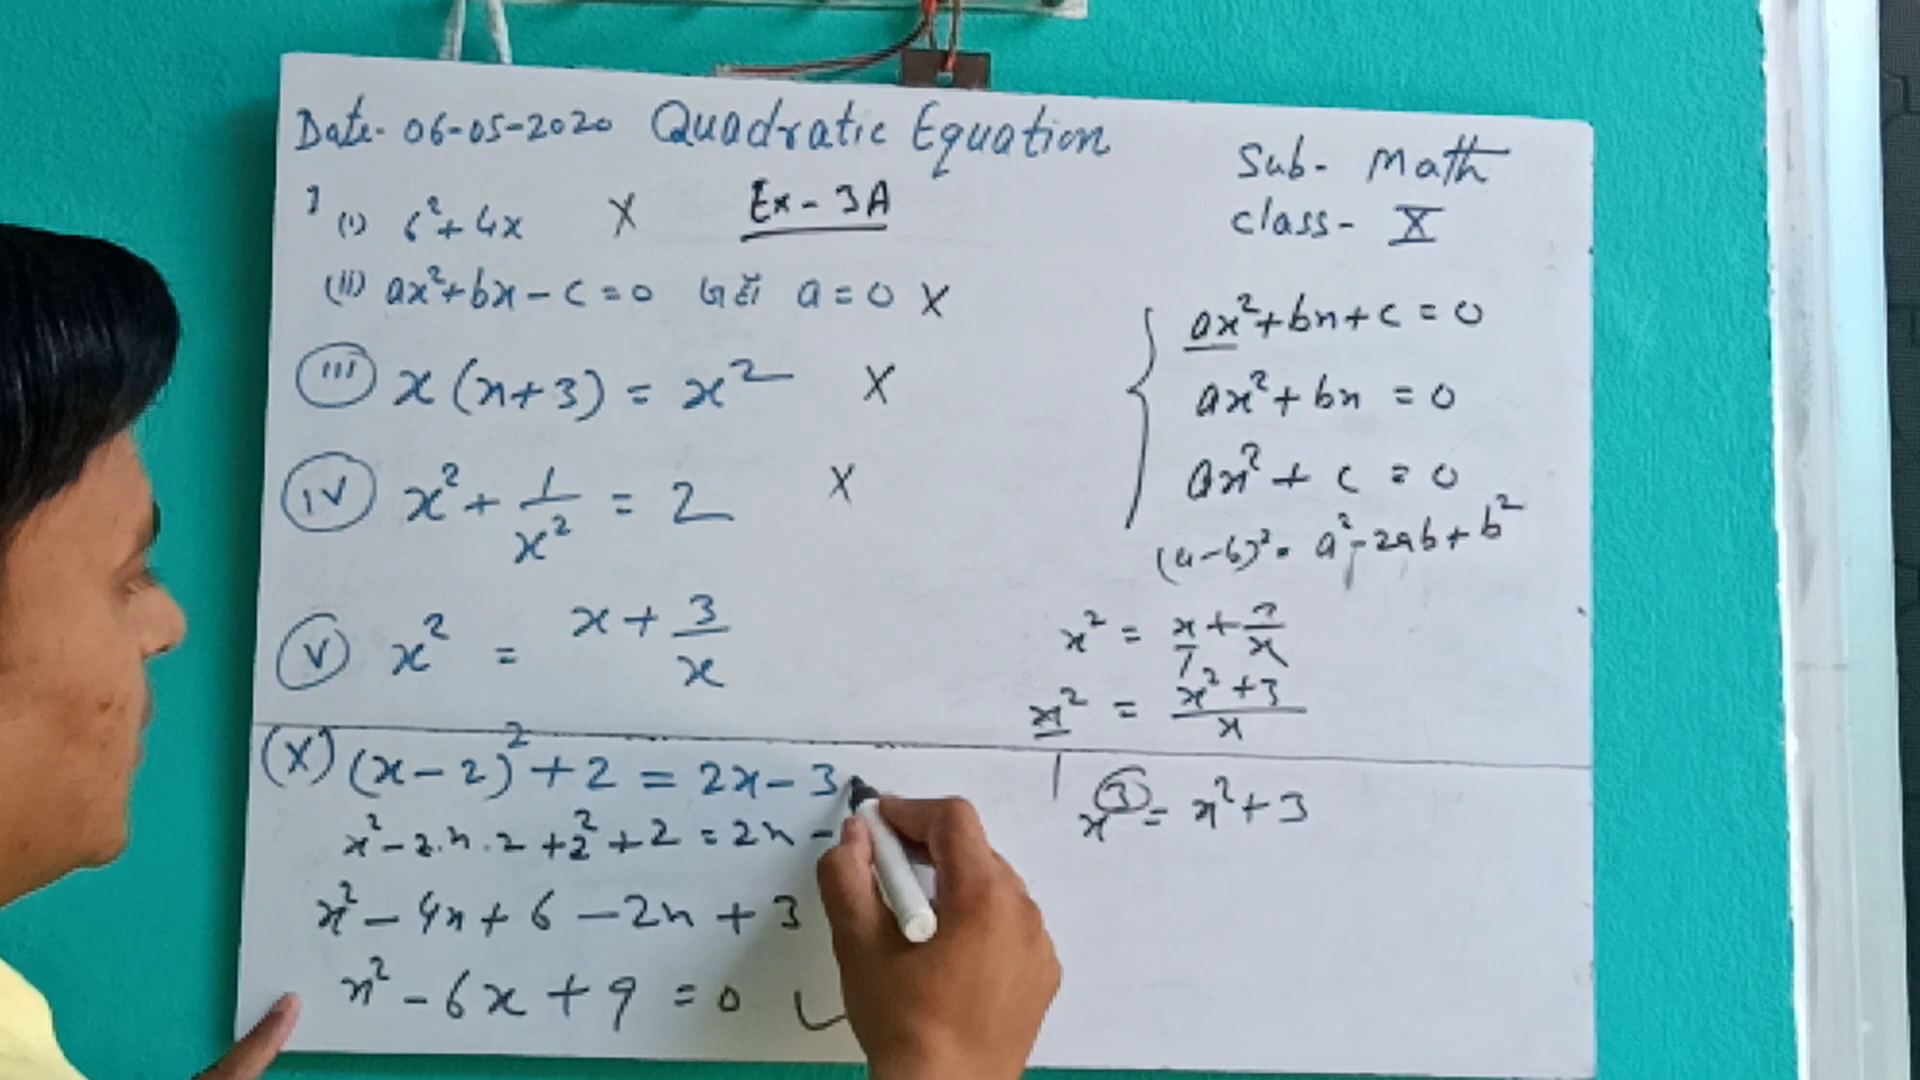 Date- 06-05-2020 Quadratic Equation
Sub- Math
Class- X
Ex - 3A
1 (i) 6²+4x X
(ii) ax²+bx-c=0 जहाँ a=0 X
(iii) x(x+3) = x² X
(iv) x² + 1/x² = 2 X
(v) x² = x + 3/x
ax²+bx+c=0
ax²+bx=0
ax²+c=0
(a-b)²= a²-2ab+b²
x² = x/1 + 3/x
x² = x²+3/x
x³ = x²+3
(x) (x-2)²+2 = 2x-3
x²-2.x.2+2²+2=2x-
x²-4x+6-2x+3
x²-6x+9=0